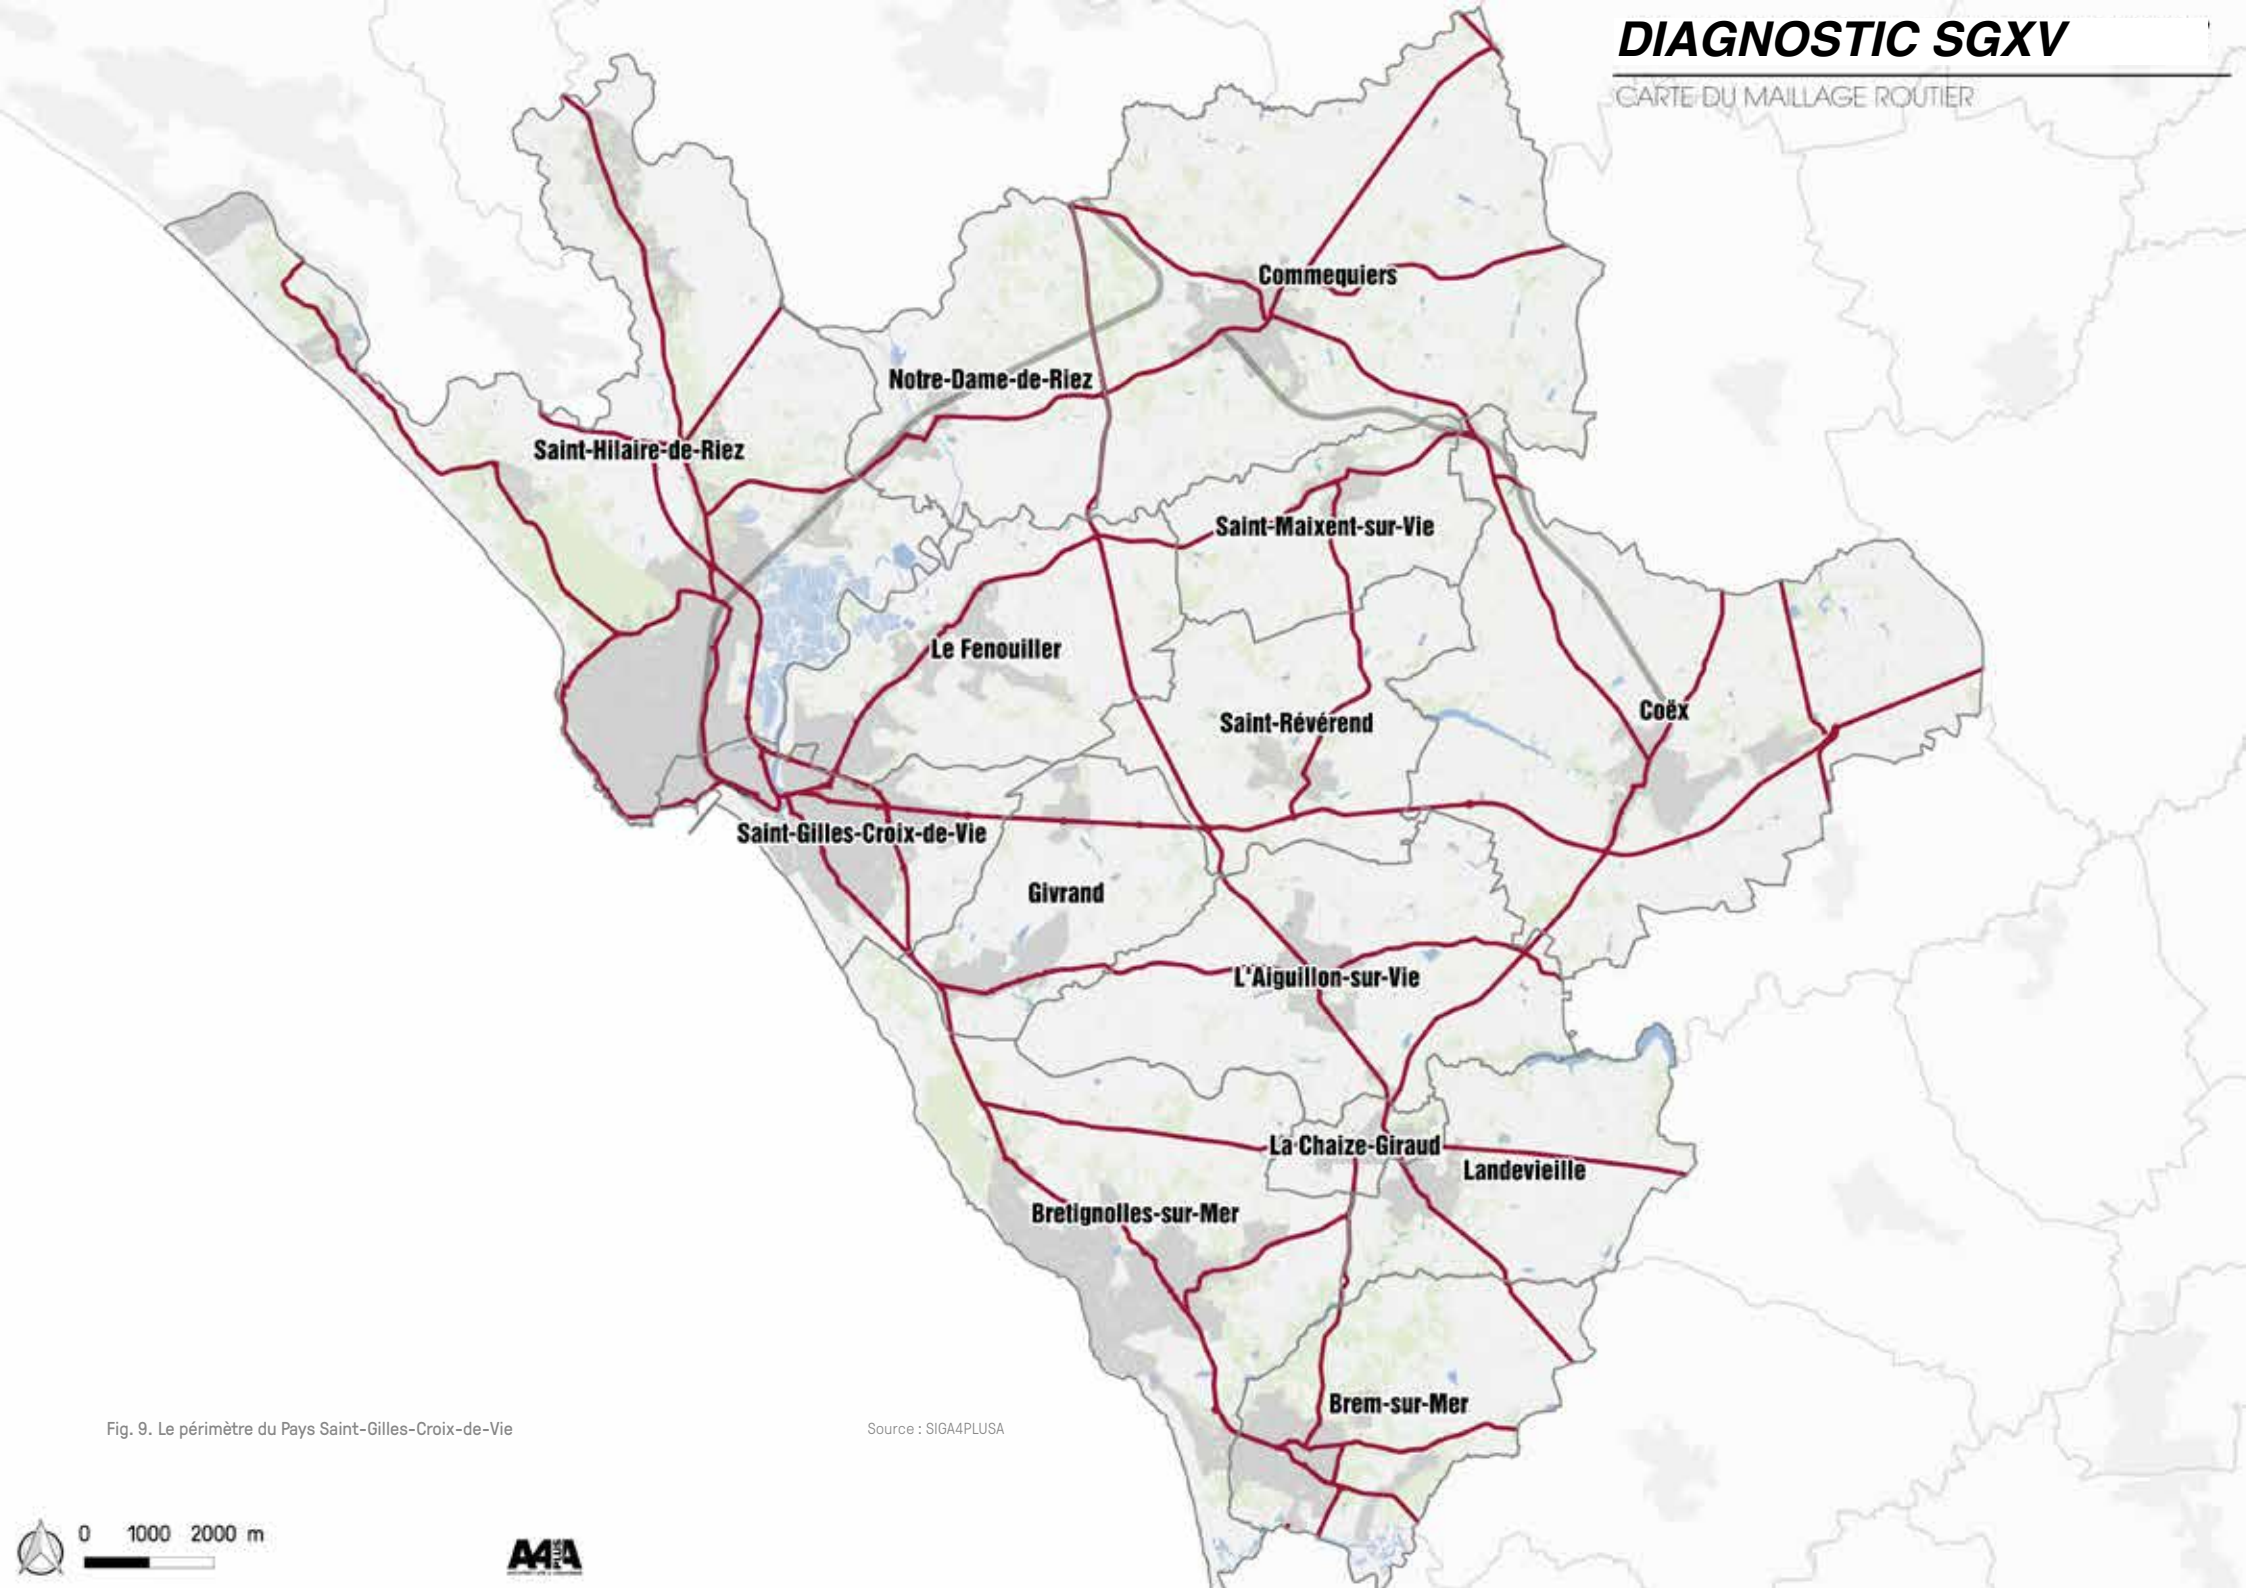 DIAGNOSTIC SGXV
CARTE DU MAILLAGE ROUTIER
Commequiers
Notre-Dame-de-Riez
Saint-Hilaire-de-Riez
Saint-Maixent-sur-Vie
Le Fenouiller
Coëx
Saint-Révérend
Saint-Gilles-Croix-de-Vie
Givrand
L'Aiguillon-sur-Vie
La Chaize-Giraud
Landevieille
Bretignolles-sur-Mer
Brem-sur-Mer
Fig. 9. Le périmètre du Pays Saint-Gilles-Croix-de-Vie
Source : SIGA4PLUSA
0 1000 2000 m
A4 PLUS A